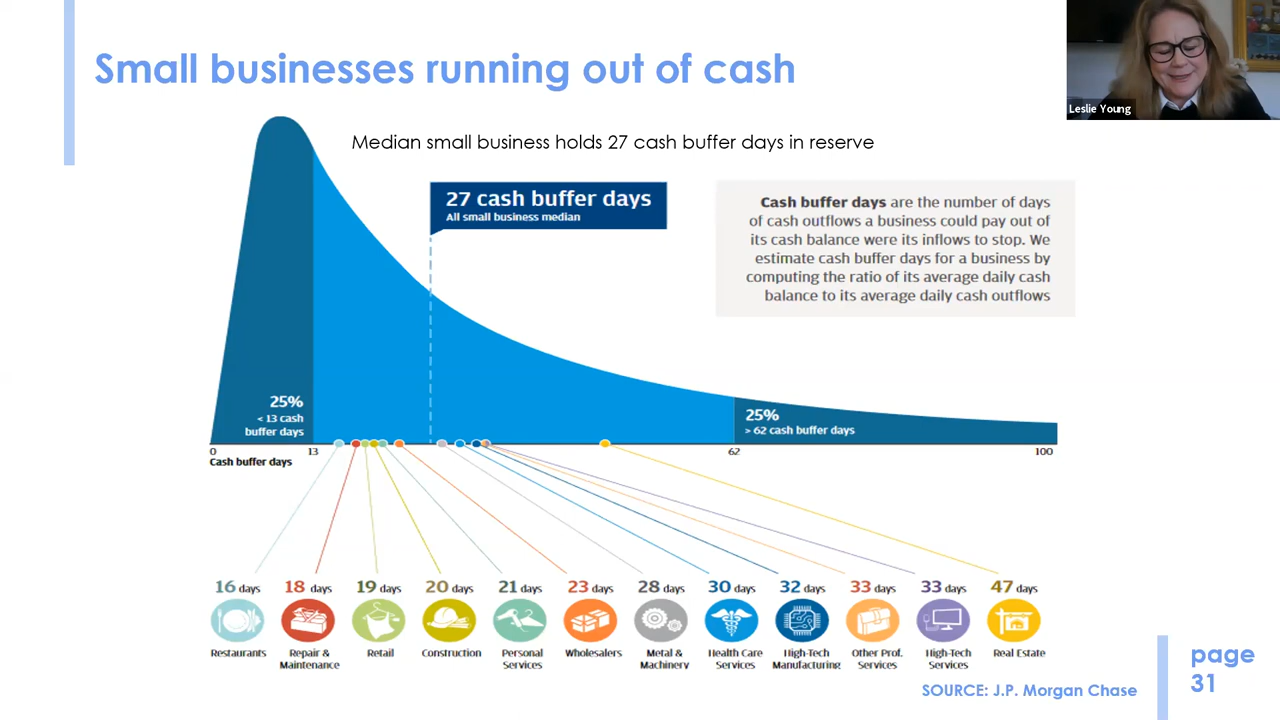 Small businesses running out of cash
Leslie Young
Median small business holds 27 cash buffer days in reserve
27 cash buffer days
All small business median
Cash buffer days are the number of days
of cash outflows a business could pay out of
its cash balance were its inflows to stop. We
estimate cash buffer days for a business by
computing the ratio of its average daily cash
balance to its average daily cash outflows
25%
< 13 cash
buffer days
25%
> 62 cash buffer days
0 13 62 100
Cash buffer days
16 days 18 days 19 days 20 days 21 days 23 days 28 days 30 days 32 days 33 days 33 days 47 days
Restaurants
Repair &
Maintenance
Retail
Construction
Personal
Services
Wholesalers
Metal &
Machinery
Health Care
Services
High-Tech
Manufacturing
Other Prof.
Services
High-Tech
Services
Real Estate
SOURCE: J.P. Morgan Chase
page
31